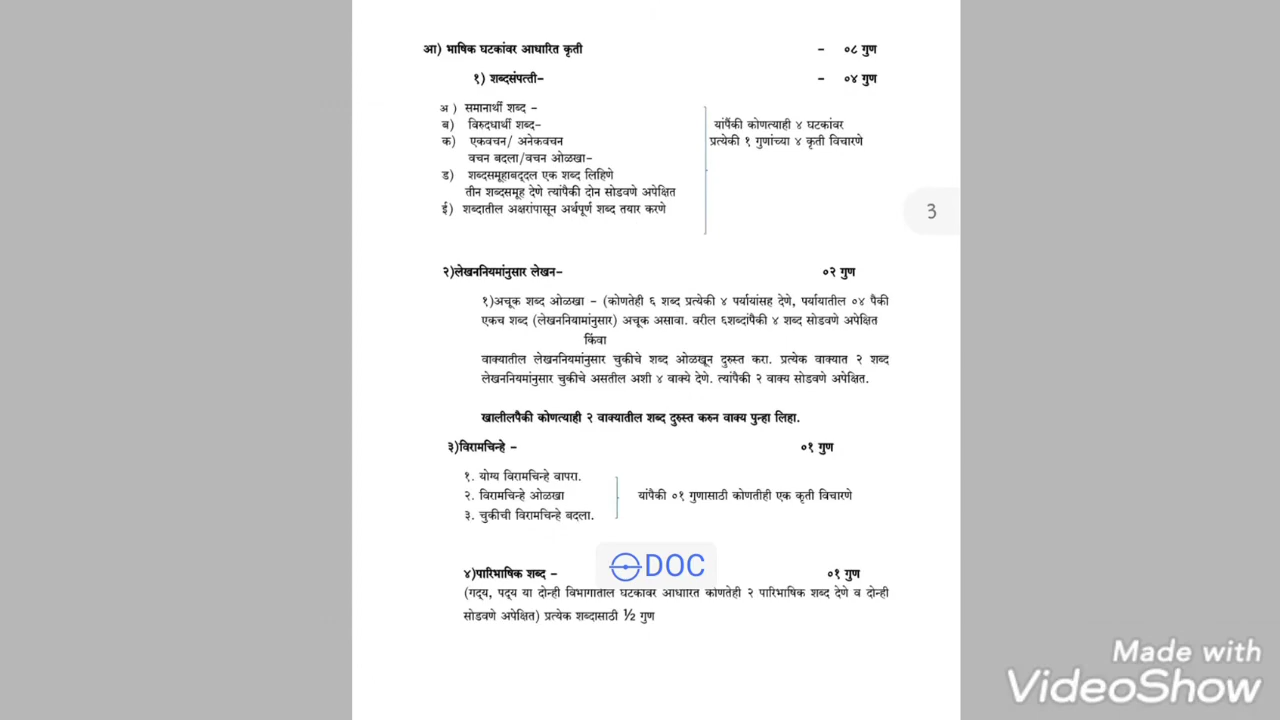 आ) भाषिक घटकांवर आधारित कृती - ०८ गुण
१) शब्दसंपत्ती- - ०४ गुण
अ ) समानार्थी शब्द -
ब) विरुदधार्थी शब्द- यांपैंकी कोणत्याही ४ घटकांवर
क) एकवचन/ अनेकवचन प्रत्येकी १ गुणांच्या ४ कृती विचारणे
वचन बदला/वचन ओळखा-
ड) शब्दसमूहाबद्दल एक शब्द लिहिणे
तीन शब्दसमूह देणे त्यांपैकी दोन सोडवणे अपेक्षित
ई) शब्दातील अक्षरांपासून अर्थपूर्ण शब्द तयार करणे
3
२)लेखननियमांनुसार लेखन- ०२ गुण
१)अचूक शब्द ओळखा - (कोणतेही ६ शब्द प्रत्येकी ४ पर्यायांसह देणे, पर्यायातील ०४ पैकी
एकच शब्द (लेखननियामांनुसार) अचूक असावा. वरील ६शब्दांपैकी ४ शब्द सोडवणे अपेक्षित
किंवा
वाक्यातील लेखननियमांनुसार चुकीचे शब्द ओळखून दुरुस्त करा. प्रत्येक वाक्यात २ शब्द
लेखननियमांनुसार चुकीचे असतील अशी ४ वाक्ये देणे. त्यांपैकी २ वाक्य सोडवणे अपेक्षित.
खालीलपैकी कोणत्याही २ वाक्यातील शब्द दुरुस्त करुन वाक्य पुन्हा लिहा.
३)विरामचिन्हे - ०१ गुण
१. योग्य विरामचिन्हे वापरा.
२. विरामचिन्हे ओळखा यांपैकी ०१ गुणासाठी कोणतीही एक कृती विचारणे
३. चुकीची विरामचिन्हे बदला.
DOC
४)पारिभाषिक शब्द - ०१ गुण
(गद्य, पद्य या दोन्ही विभागातील घटकांवर आधारित कोणतेही २ पारिभाषिक शब्द देणे व दोन्ही
सोडवणे अपेक्षित) प्रत्येक शब्दासाठी ½ गुण
Made with
VideoShow